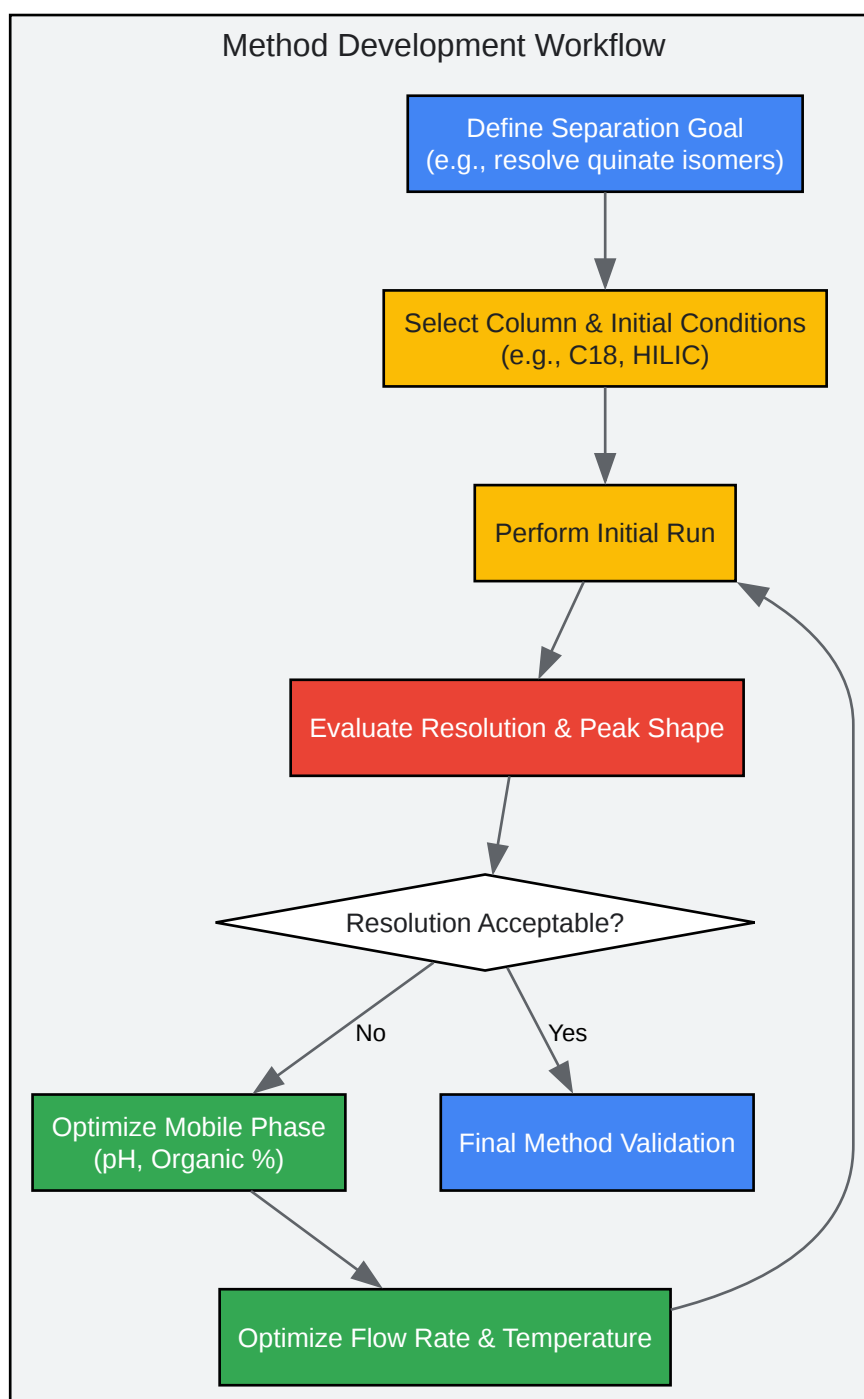 Method Development Workflow
Define Separation Goal
(e.g., resolve quinate isomers)
Select Column & Initial Conditions
(e.g., C18, HILIC)
Perform Initial Run
Evaluate Resolution & Peak Shape
Resolution Acceptable?
No
Yes
Optimize Mobile Phase
(pH, Organic %)
Final Method Validation
Optimize Flow Rate & Temperature